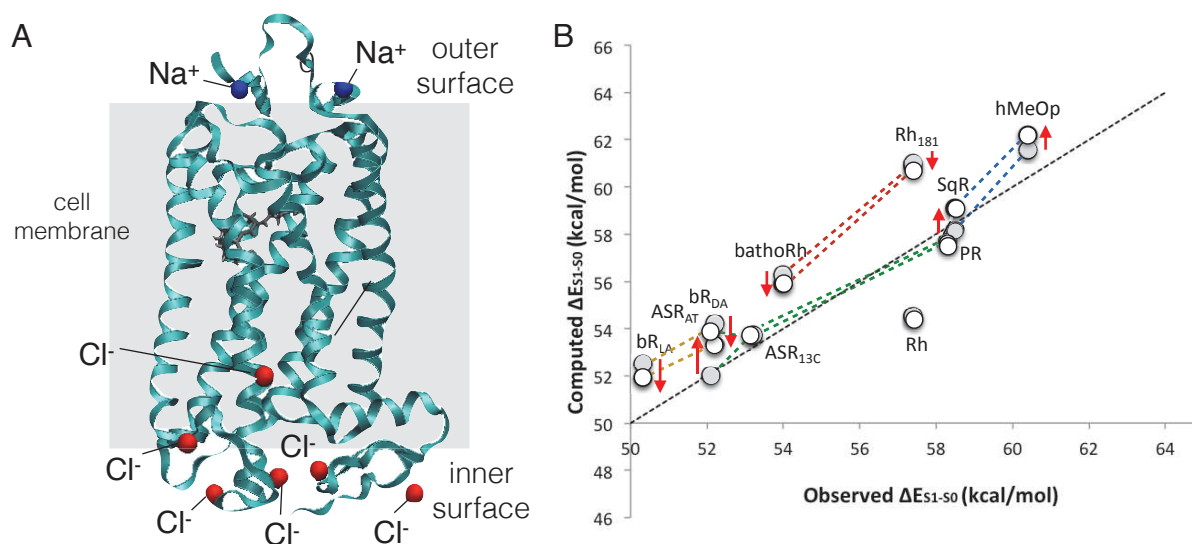 A
Na⁺
Na⁺
outer
surface
cell
membrane
Cl⁻
Cl⁻
Cl⁻
Cl⁻
Cl⁻
inner
surface
B
Computed ΔES1-S0 (kcal/mol)
66
64
62
60
58
56
54
52
50
48
46
50
52
54
56
58
60
62
64
Observed ΔES1-S0 (kcal/mol)
hMeOp
Rh181
SqR
PR
bathoRh
bRDA
ASRAT
bRLA
ASR13C
Rh